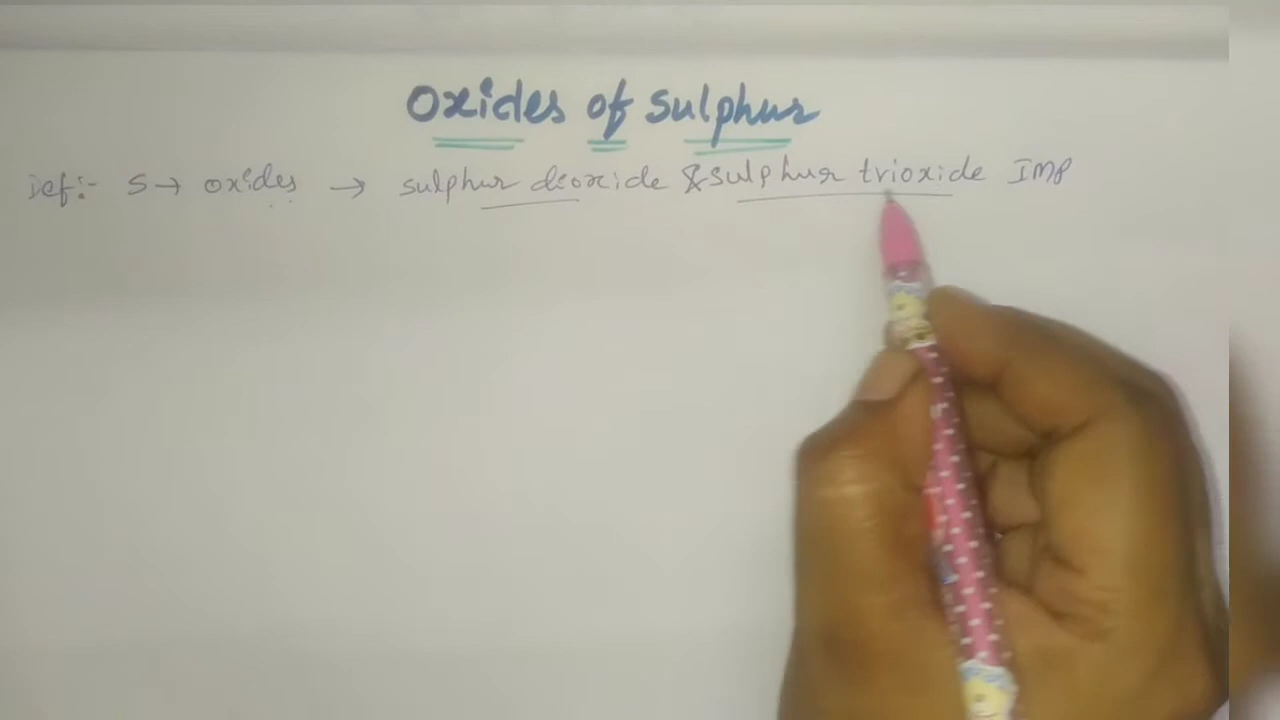 Oxides of sulphur
Def:- S→ oxides → sulphur dioxide & sulphur trioxide IMP